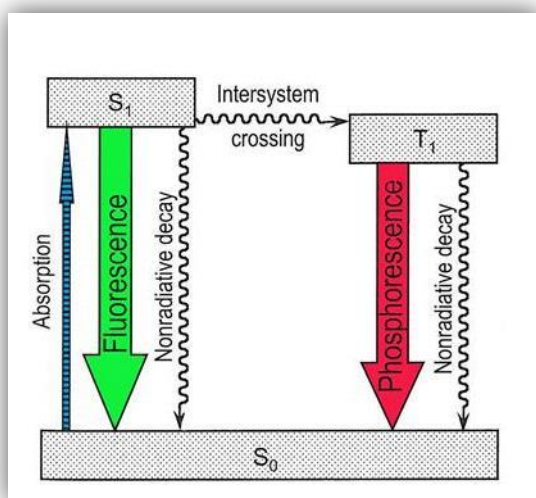 S₁
Intersystem
crossing
T₁
Absorption
Fluorescence
Nonradiative decay
Phosphorescence
Nonradiative decay
S₀